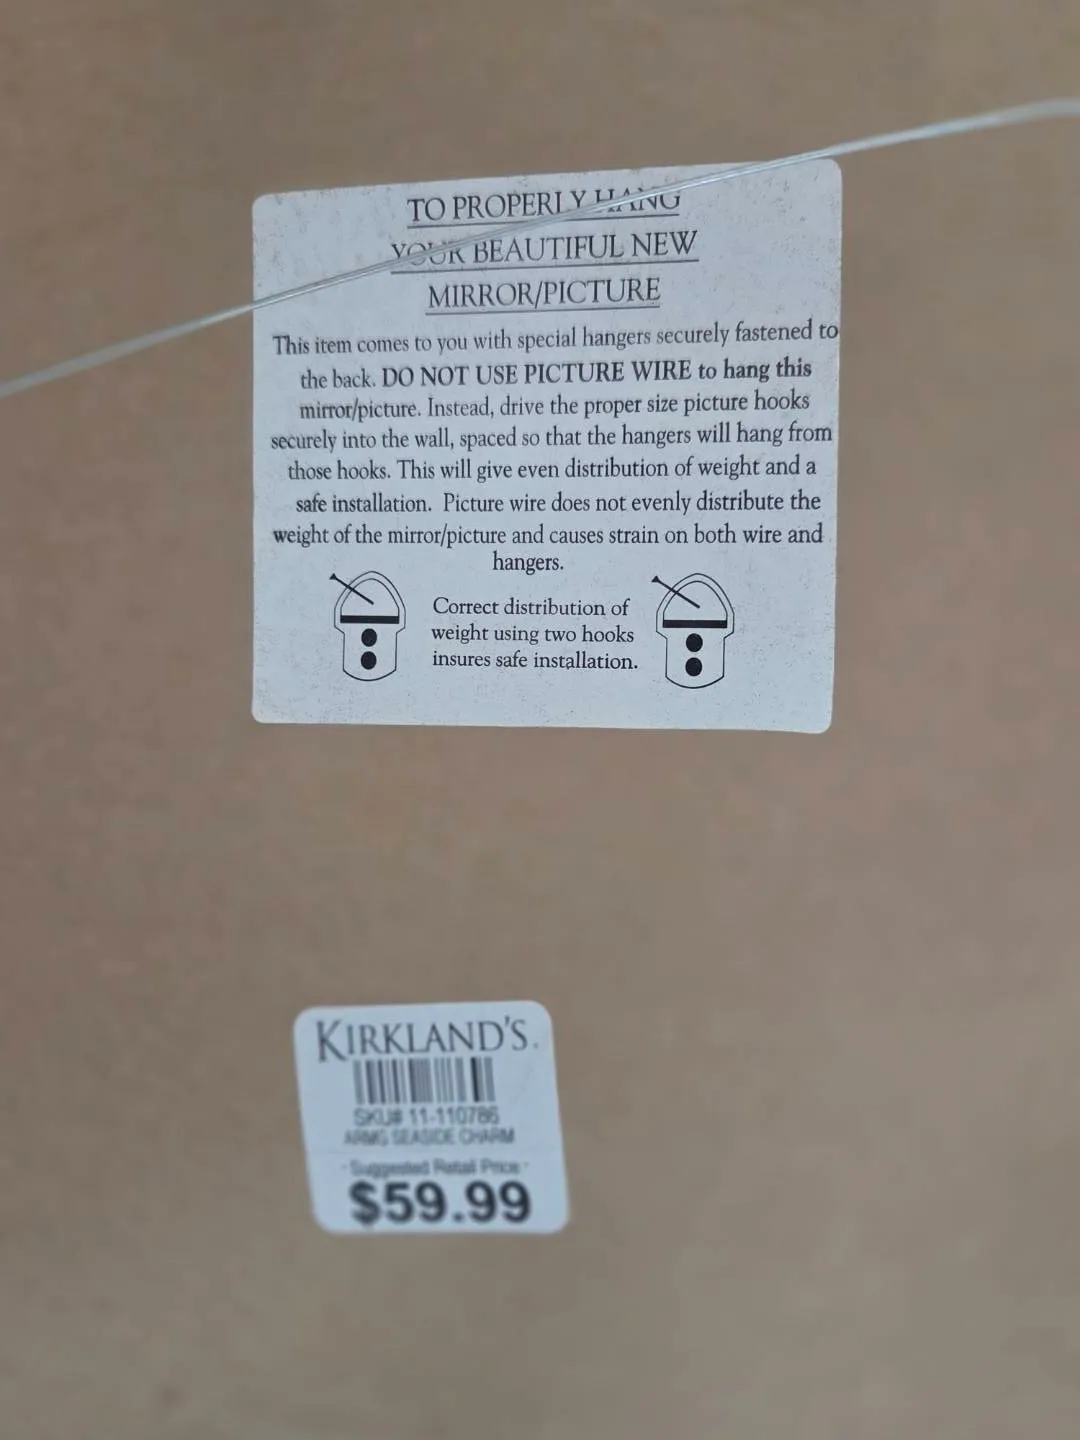 TO PROPERLY HANG
YOUR BEAUTIFUL NEW
MIRROR/PICTURE
This item comes to you with special hangers securely fastened to
the back. DO NOT USE PICTURE WIRE to hang this
mirror/picture. Instead, drive the proper size picture hooks
securely into the wall, spaced so that the hangers will hang from
those hooks. This will give even distribution of weight and a
safe installation. Picture wire does not evenly distribute the
weight of the mirror/picture and causes strain on both wire and
hangers.
Correct distribution of
weight using two hooks
insures safe installation.
KIRKLAND'S.
SKU# 11-110786
ARMG SEASIDE CHARM
- Suggested Retail Price -
$59.99